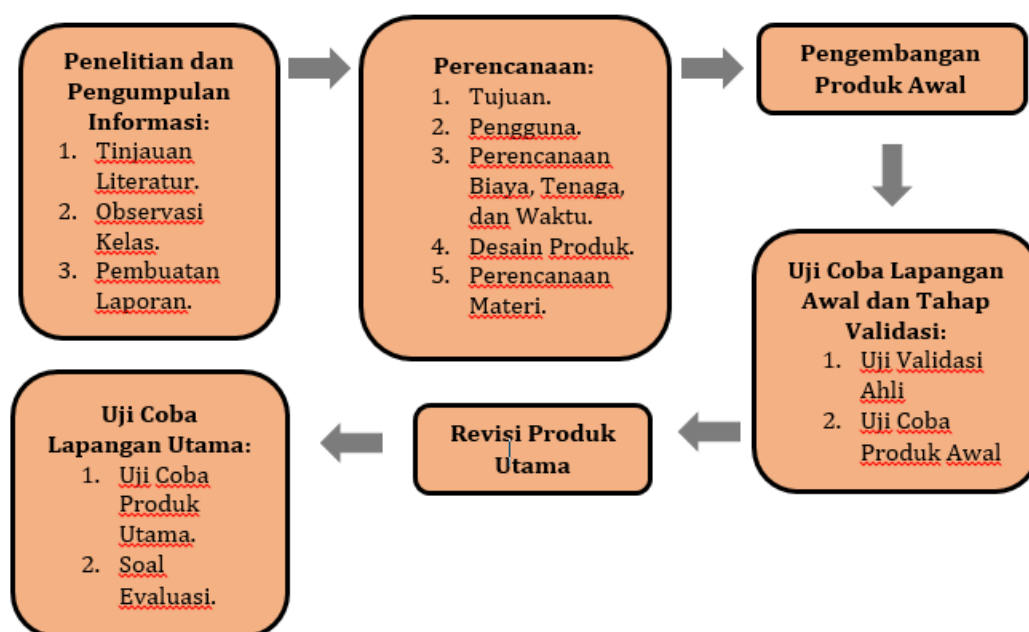 Penelitian dan
Pengumpulan
Informasi:
1. Tinjauan
Literatur.
2. Observasi
Kelas.
3. Pembuatan
Laporan.
Perencanaan:
1. Tujuan.
2. Pengguna.
3. Perencanaan
Biaya, Tenaga,
dan Waktu.
4. Desain Produk.
5. Perencanaan
Materi.
Pengembangan
Produk Awal
Uji Coba Lapangan
Awal dan Tahap
Validasi:
1. Uji Validasi
Ahli
2. Uji Coba
Produk Awal
Revisi Produk
Utama
Uji Coba
Lapangan Utama:
1. Uji Coba
Produk
Utama.
2. Soal
Evaluasi.